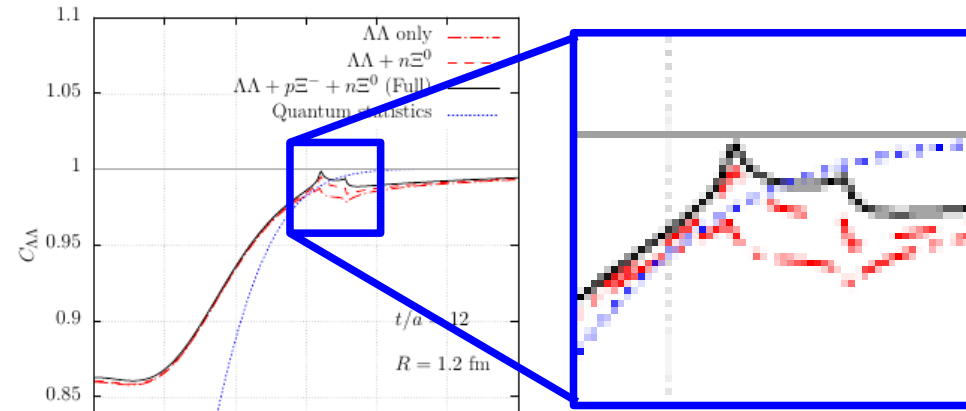 1.1
ΛΛ only
ΛΛ + nΞ⁰
1.05
ΛΛ + pΞ⁻ + nΞ⁰ (Full)
Quantum statistics
1
0.95
C_ΛΛ
0.9
t/a = 12
R = 1.2 fm
0.85